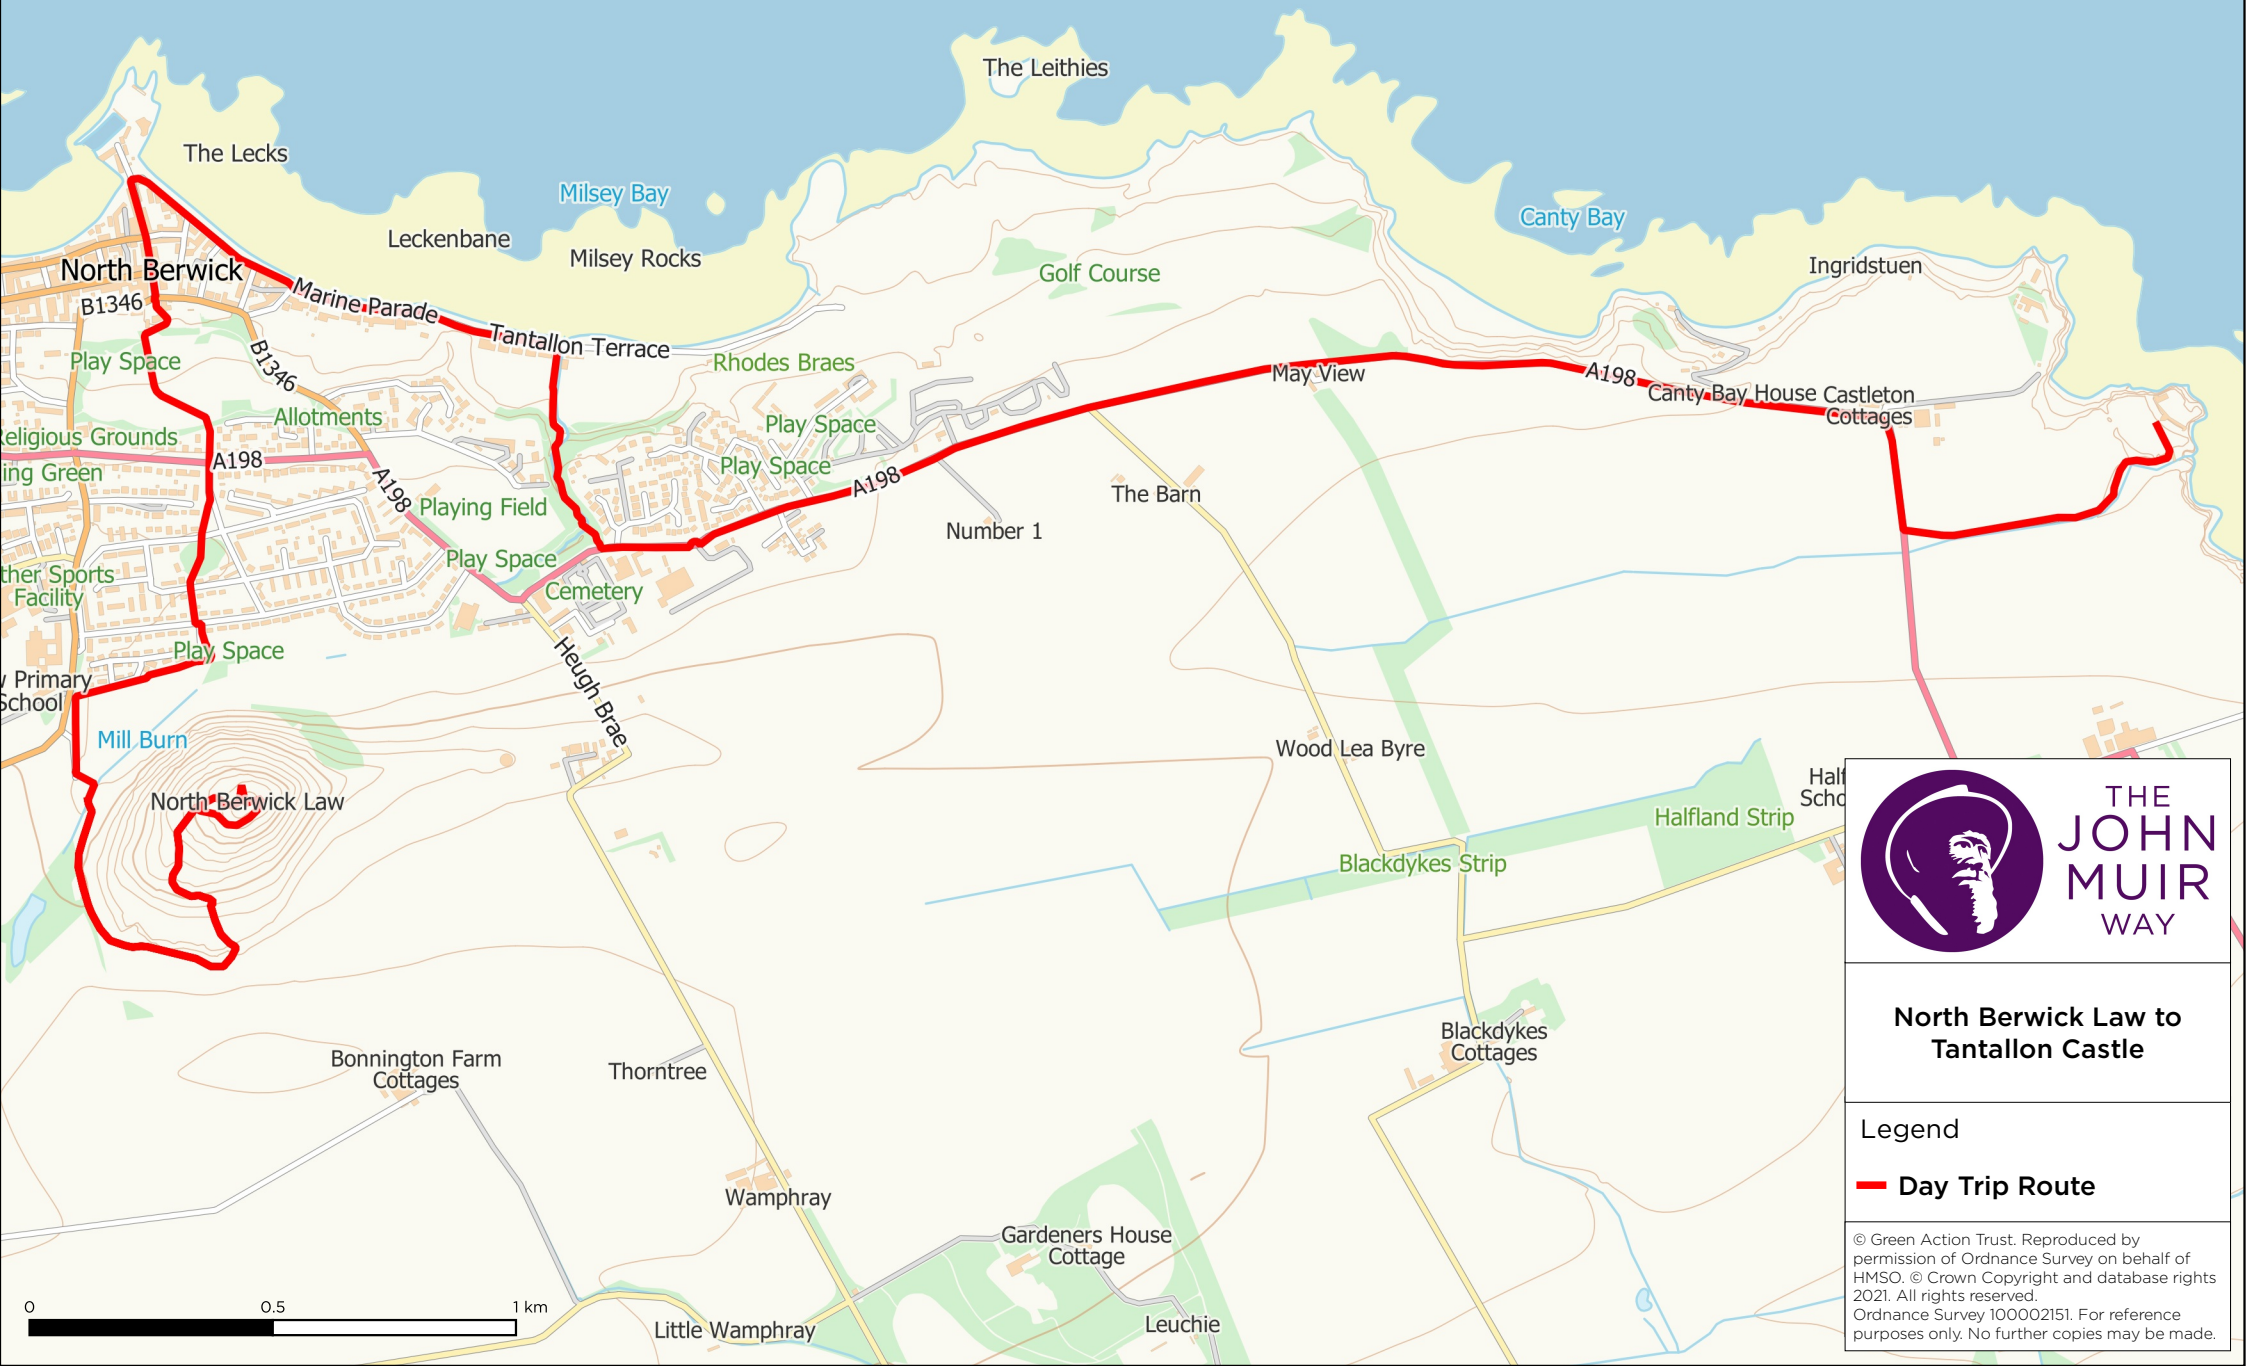 The Leithies
The Lecks
Milsey Bay
Canty Bay
Leckenbane
Milsey Rocks
Ingridstuen
North Berwick
Golf Course
B1346
Marine Parade
Tantallon Terrace
Play Space
B1346
Rhodes Braes
May View
A198
Canty Bay House
Castleton
Cottages
Allotments
Play Space
eligious Grounds
A198
Play Space
ing Green
A198
A198
The Barn
Playing Field
Number 1
Play Space
ther Sports
Facility
Cemetery
Play Space
Heugh Brae
Primary
School
Mill Burn
Wood Lea Byre
North Berwick Law
Half
Scho
Halfland Strip
Blackdykes Strip
Blackdykes
Cottages
Bonnington Farm
Cottages
Thorntree
Wamphray
Gardeners House
Cottage
Little Wamphray
Leuchie
0 0.5 1 km
THE
JOHN
MUIR
WAY
North Berwick Law to
Tantallon Castle
Legend
Day Trip Route
© Green Action Trust. Reproduced by
permission of Ordnance Survey on behalf of
HMSO. © Crown Copyright and database rights
2021. All rights reserved.
Ordnance Survey 100002151. For reference
purposes only. No further copies may be made.